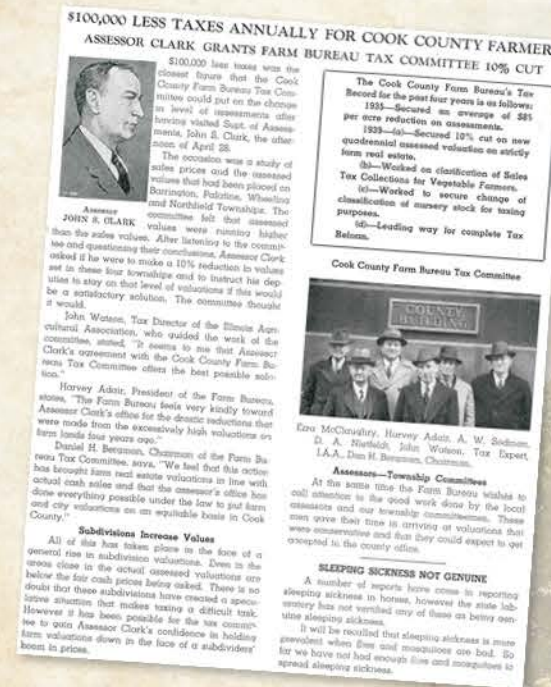 $100,000 LESS TAXES ANNUALLY FOR COOK COUNTY FARMER
ASSESSOR CLARK GRANTS FARM BUREAU TAX COMMITTEE 10% CUT
$100,000 less taxes was the
closest figure that the Cook
County Farm Bureau Tax Com-
mittee could put on the change
in level of assessments after
having visited Supt. of Assess-
ments, John S. Clark, the after-
noon of April 28.
The occasion was a study of
sales prices and the assessed
values that had been placed on
Barrington, Palatine, Wheeling
and Northfield Townships. The
committee felt that assessed
values were running higher
Assessor
JOHN S. CLARK
than the sales values. After listening to the commit-
tee and questioning their conclusions, Assessor Clark
asked if he were to make a 10% reduction in values
set in these four townships and to instruct his dep-
uties to stay on that level of valuations if this would
be a satisfactory solution. The committee thought
it would.
John Watson, Tax Director of the Illinois Agri-
cultural Association, who guided the work of the
committee, stated, "It seems to me that Assessor
Clark's agreement with the Cook County Farm Bu-
reau Tax Committee offers the best possible solu-
tion."
Harvey Adair, President of the Farm Bureau,
states, "The Farm Bureau feels very kindly toward
Assessor Clark's office for the drastic reductions that
were made from the excessively high valuations on
farm lands four years ago."
Daniel H. Bergman, Chairman of the Farm Bu-
reau Tax Committee, says, "We feel that this action
has brought farm real estate valuations in line with
actual cash sales and that the assessor's office has
done everything possible under the law to put farm
and city valuations on an equitable basis in Cook
County."
Subdivisions Increase Values
All of this has taken place in the face of a
general rise in subdivision valuations. Even in the
areas close in the actual assessed valuations are
below the fair cash prices being asked. There is no
doubt that these subdivisions have created a specu-
lative situation that makes taxing a difficult task.
However it has been possible for the tax commit-
tee to gain Assessor Clark's confidence in holding
farm valuations down in the face of a subdividers'
boom in prices.
The Cook County Farm Bureau's Tax
Record for the past four years is as follows:
1935—Secured an average of $85
per acre reduction on assessments.
1939—(a)—Secured 10% cut on new
quadrennial assessed valuation on strictly
farm real estate.
(b)—Worked on clarification of Sales
Tax Collections for Vegetable Farmers.
(c)—Worked to secure change of
classification of nursery stock for taxing
purposes.
(d)—Leading way for complete Tax
Reform.
Cook County Farm Bureau Tax Committee
COUNTY
BUILDING
Ezra McClaughry, Harvey Adair, A. W.
D. A. John Watson, Tax Expert,
I.A.A., Dan H. Bergman, Chairman.
Assessors—Township Committees
At the same time the Farm Bureau wishes to
call attention to the good work done by the local
assessors and our township committeemen. These
men gave their time in arriving at valuations that
were conservative and that they could expect to get
accepted in the county office.
SLEEPING SICKNESS NOT GENUINE
A number of reports have come in reporting
sleeping sickness in horses, however the state lab-
oratory has not verified any of these as being gen-
uine sleeping sickness.
It will be recalled that sleeping sickness is more
prevalent when flies and mosquitoes are bad. So
far we have not had enough flies and mosquitoes to
spread sleeping sickness.